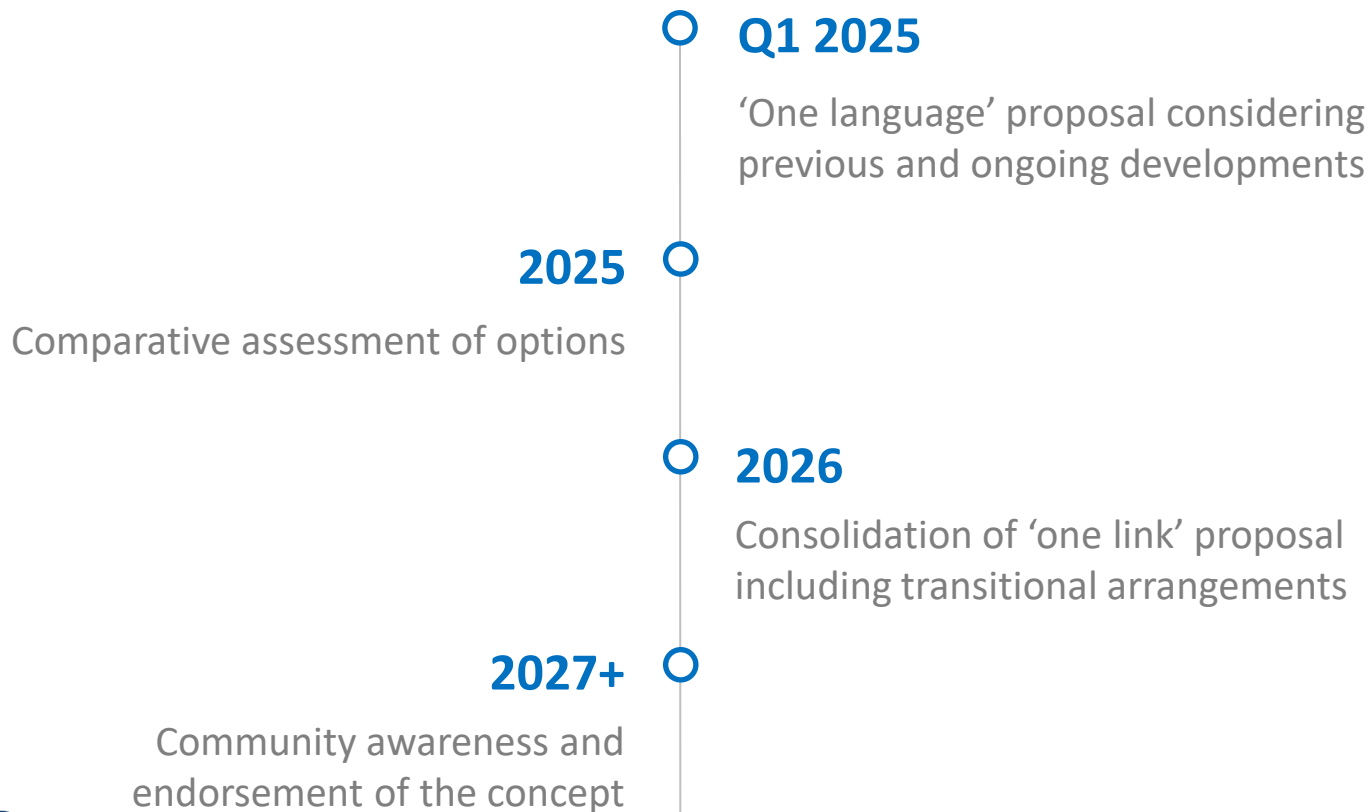 Q1 2025
‘One language’ proposal considering
previous and ongoing developments
2025
Comparative assessment of options
2026
Consolidation of ‘one link’ proposal
including transitional arrangements
2027+
Community awareness and
endorsement of the concept